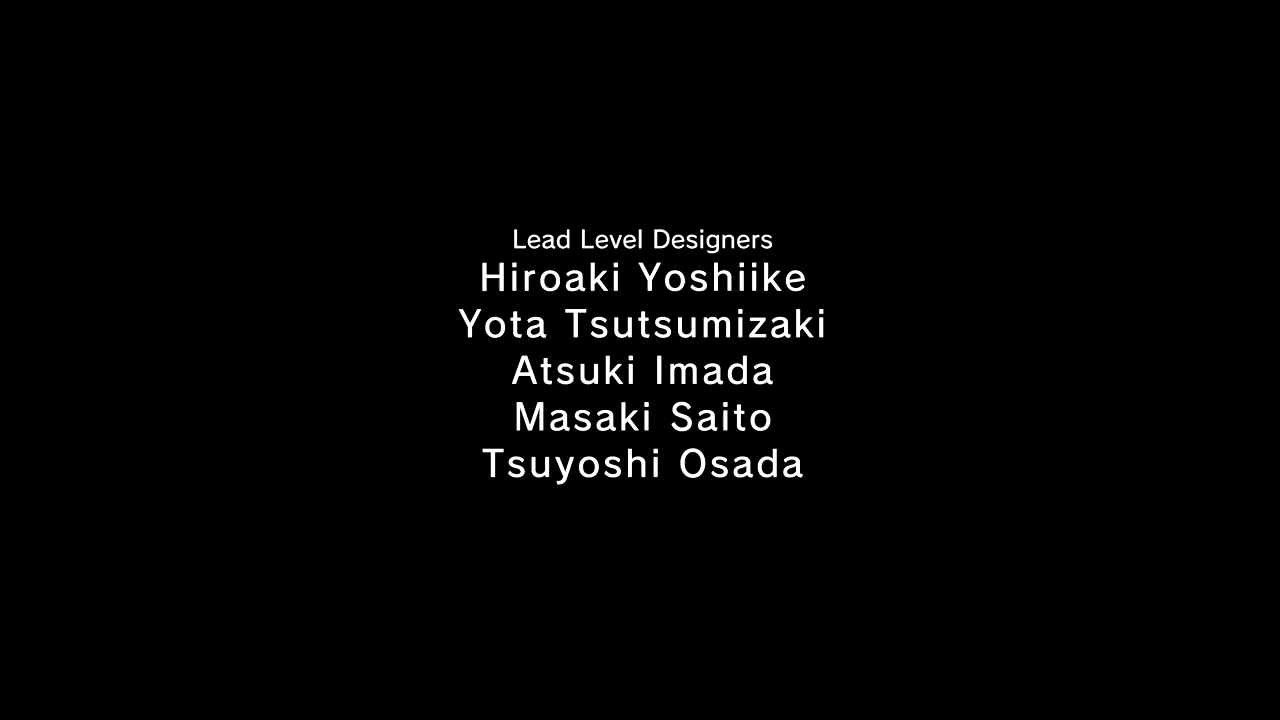 Lead Level Designers
Hiroaki Yoshiike
Yota Tsutsumizaki
Atsuki Imada
Masaki Saito
Tsuyoshi Osada